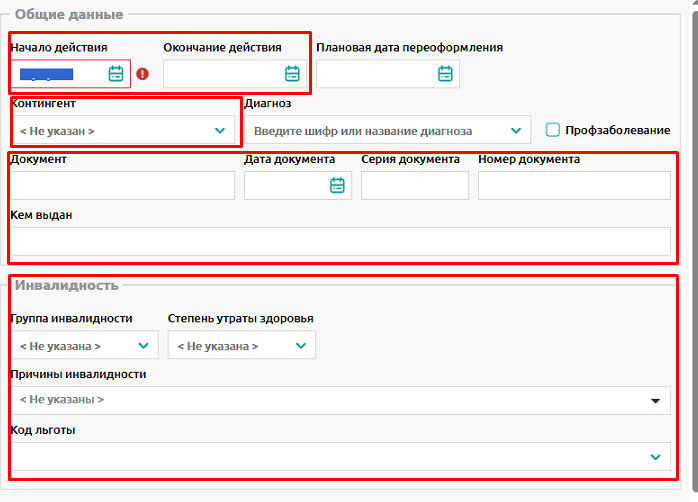 Общие данные
Начало действия Окончание действия Плановая дата переоформления
Контингент Диагноз
< Не указан > Введите шифр или название диагноза Профзаболевание
Документ Дата документа Серия документа Номер документа
Кем выдан
Инвалидность
Группа инвалидности Степень утраты здоровья
< Не указана > < Не указана >
Причины инвалидности
< Не указаны >
Код льготы